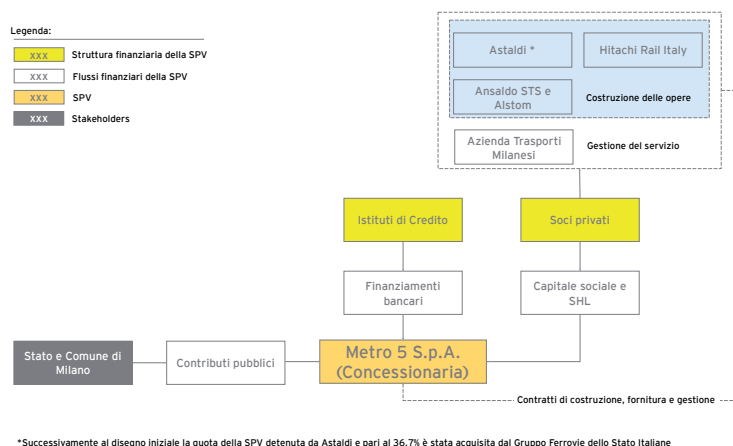 Legenda:
xxx Struttura finanziaria della SPV
xxx Flussi finanziari della SPV
xxx SPV
xxx Stakeholders
Astaldi *
Hitachi Rail Italy
Ansaldo STS e
Alstom
Costruzione delle opere
Azienda Trasporti
Milanesi
Gestione del servizio
Istituti di Credito
Soci privati
Finanziamenti
bancari
Capitale sociale e
SHL
Stato e Comune di
Milano
Contributi pubblici
Metro 5 S.p.A.
(Concessionaria)
Contratti di costruzione, fornitura e gestione
*Successivamente al disegno iniziale la quota della SPV detenuta da Astaldi e pari al 36,7% è stata acquisita dal Gruppo Ferrovie dello Stato Italiane